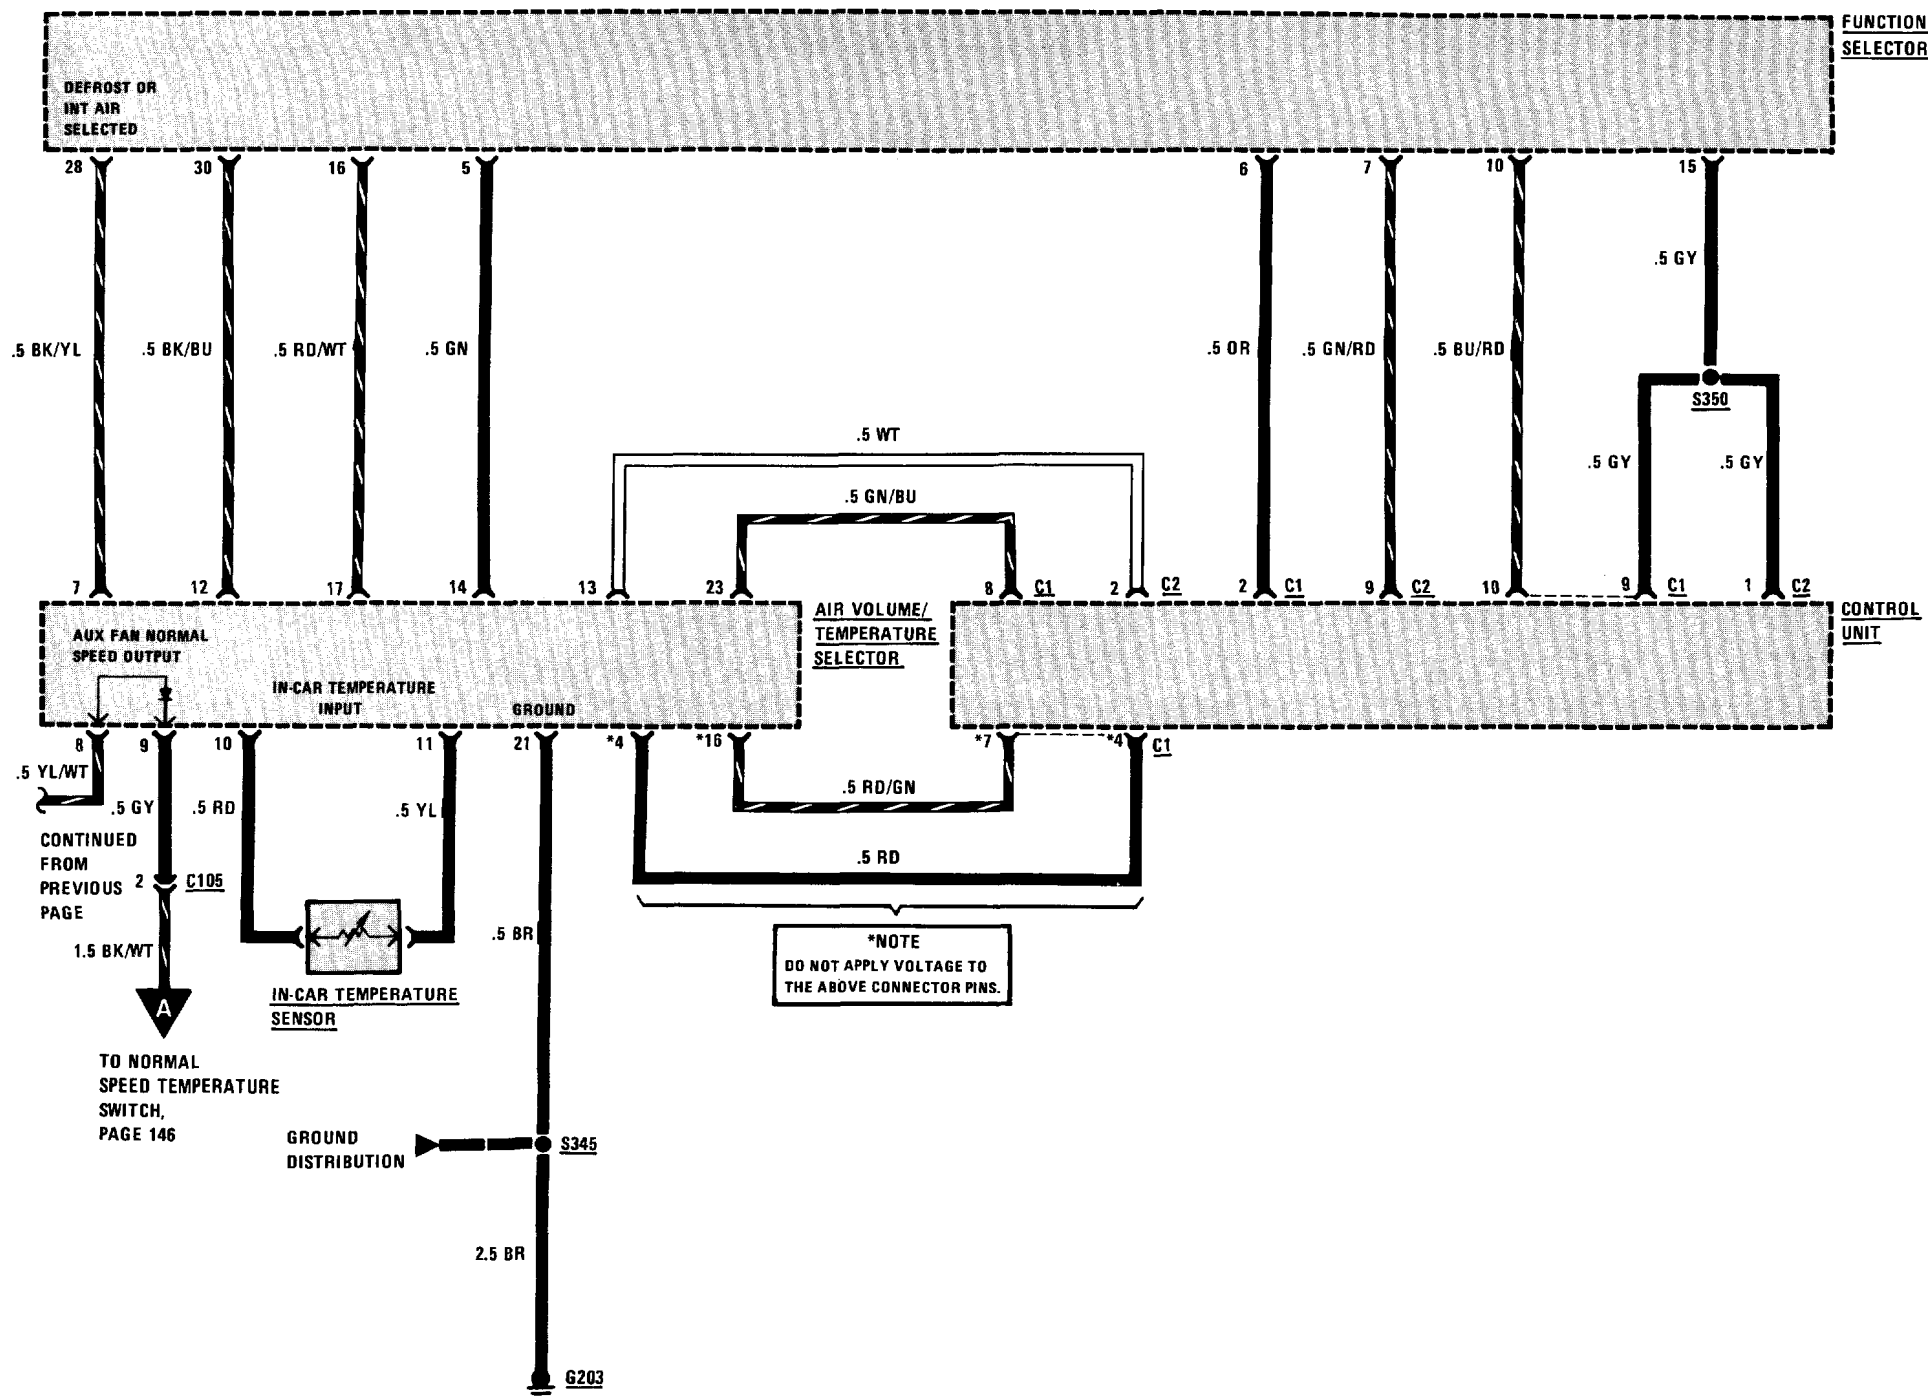 FUNCTION
SELECTOR
DEFROST OR
INT AIR
SELECTED
28 30 16 5 6 7 10 15
.5 GY
.5 BK/YL .5 BK/BU .5 RD/WT .5 GN .5 OR .5 GN/RD .5 BU/RD
S350
.5 WT
.5 GY .5 GY
.5 GN/BU
7 12 17 14 13 23 8 C1 2 C2 2 C1 9 C2 10 9 C1 1 C2
AIR VOLUME/
TEMPERATURE
SELECTOR
CONTROL
UNIT
AUX FAN NORMAL
SPEED OUTPUT
IN-CAR TEMPERATURE
INPUT
GROUND
8 9 10 11 21 *4 *16 *7 *4 C1
.5 YL/WT
.5 GY .5 RD .5 YL
.5 RD/GN
CONTINUED
FROM
PREVIOUS
PAGE
.5 RD
2 C105
1.5 BK/WT
.5 BR
*NOTE
DO NOT APPLY VOLTAGE TO
THE ABOVE CONNECTOR PINS.
A
IN-CAR TEMPERATURE
SENSOR
TO NORMAL
SPEED TEMPERATURE
SWITCH,
PAGE 146
GROUND
DISTRIBUTION
S345
2.5 BR
G203